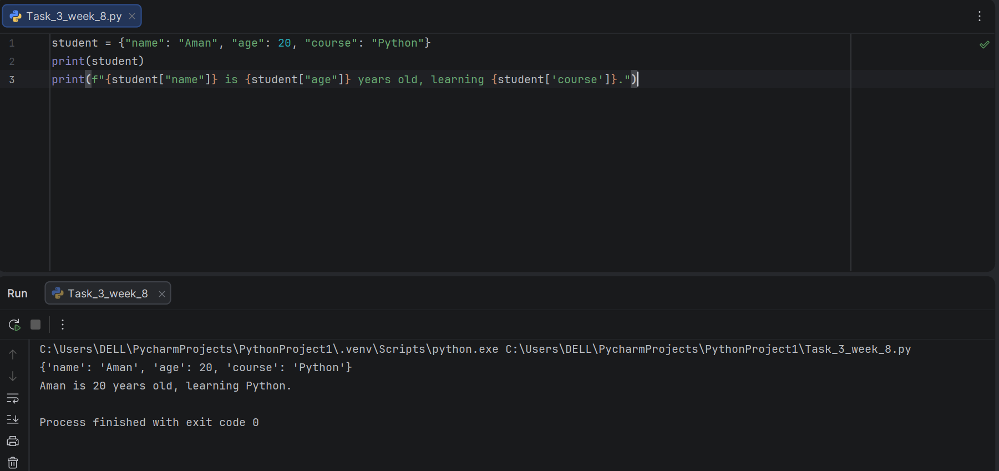 Task_3_week_8.py
1 student = {"name": "Aman", "age": 20, "course": "Python"}
2 print(student)
3 print(f"{student["name"]} is {student["age"]} years old, learning {student['course']}.")
Run Task_3_week_8
C:\Users\DELL\PycharmProjects\PythonProject1\.venv\Scripts\python.exe C:\Users\DELL\PycharmProjects\PythonProject1\Task_3_week_8.py
{'name': 'Aman', 'age': 20, 'course': 'Python'}
Aman is 20 years old, learning Python.
Process finished with exit code 0